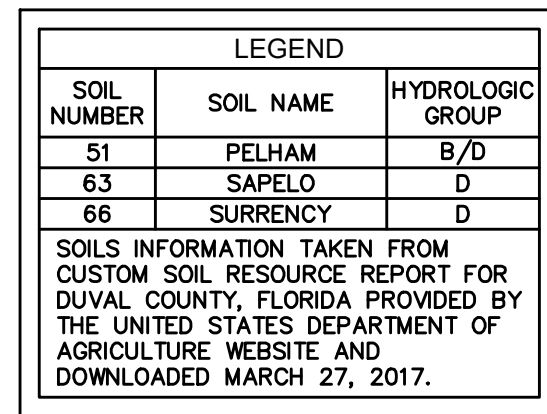 LEGEND
SOIL NUMBER SOIL NAME HYDROLOGIC GROUP
51 PELHAM B/D
63 SAPELO D
66 SURRENCY D
SOILS INFORMATION TAKEN FROM
CUSTOM SOIL RESOURCE REPORT FOR
DUVAL COUNTY, FLORIDA PROVIDED BY
THE UNITED STATES DEPARTMENT OF
AGRICULTURE WEBSITE AND
DOWNLOADED MARCH 27, 2017.